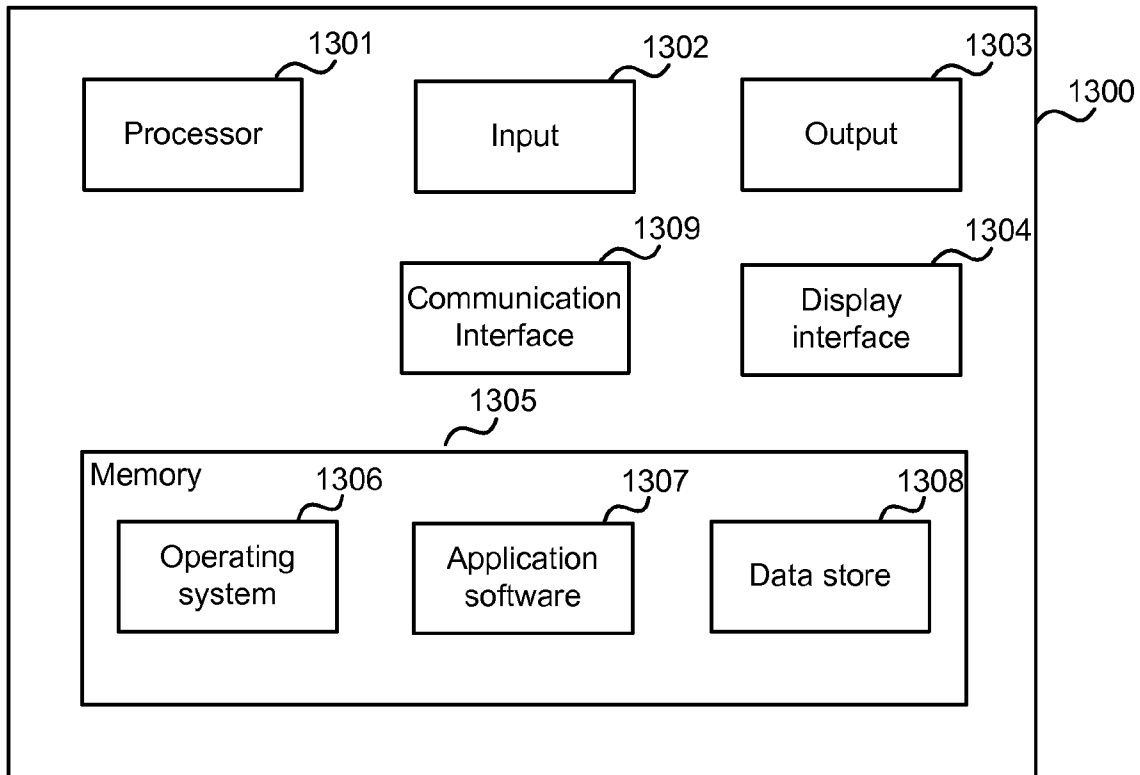 1301
1302
1303
1300
Processor
Input
Output
1309
1304
Communication
Interface
Display
interface
1305
Memory
1306
1307
1308
Operating
system
Application
software
Data store